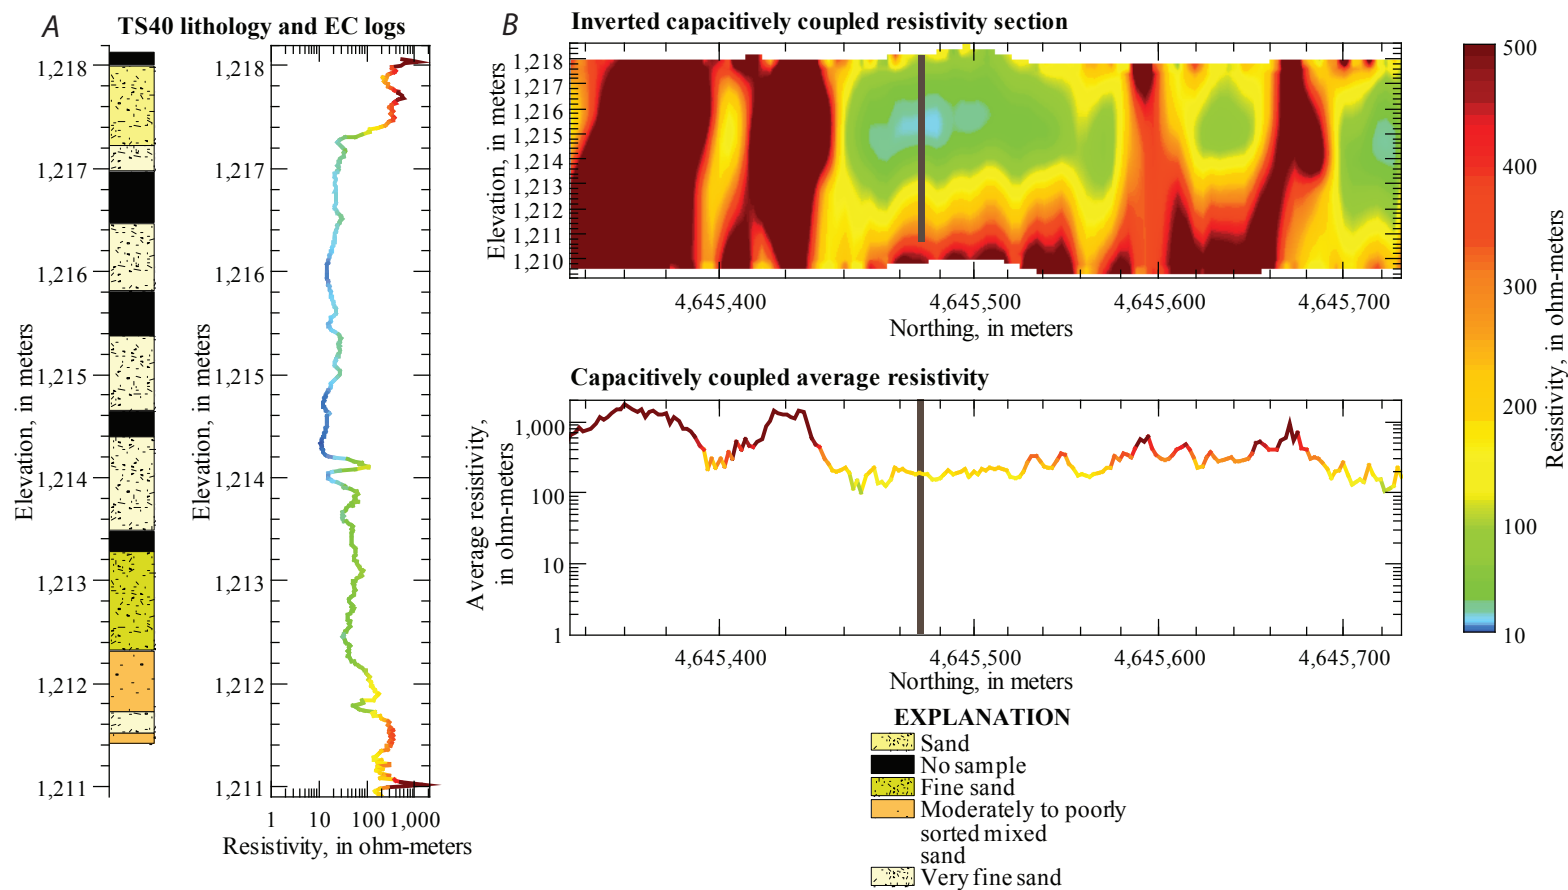 A
TS40 lithology and EC logs
Elevation, in meters
1,218
1,217
1,216
1,215
1,214
1,213
1,212
1,211
Elevation, in meters
1,218
1,217
1,216
1,215
1,214
1,213
1,212
1,211
1 10 100 1,000
Resistivity, in ohm-meters
B
Inverted capacitively coupled resistivity section
Elevation, in meters
1,218
1,216
1,215
1,214
1,213
1,212
1,211
1,210
4,645,400 4,645,500 4,645,600 4,645,700
Northing, in meters
Capacitively coupled average resistivity
Average resistivity,
in ohm-meters
1,000
100
10
1
4,645,400 4,645,500 4,645,600 4,645,700
Northing, in meters
EXPLANATION
Sand
No sample
Fine sand
Moderately to poorly
sorted mixed
sand
Very fine sand
500
400
300
200
100
10
Resistivity, in ohm-meters